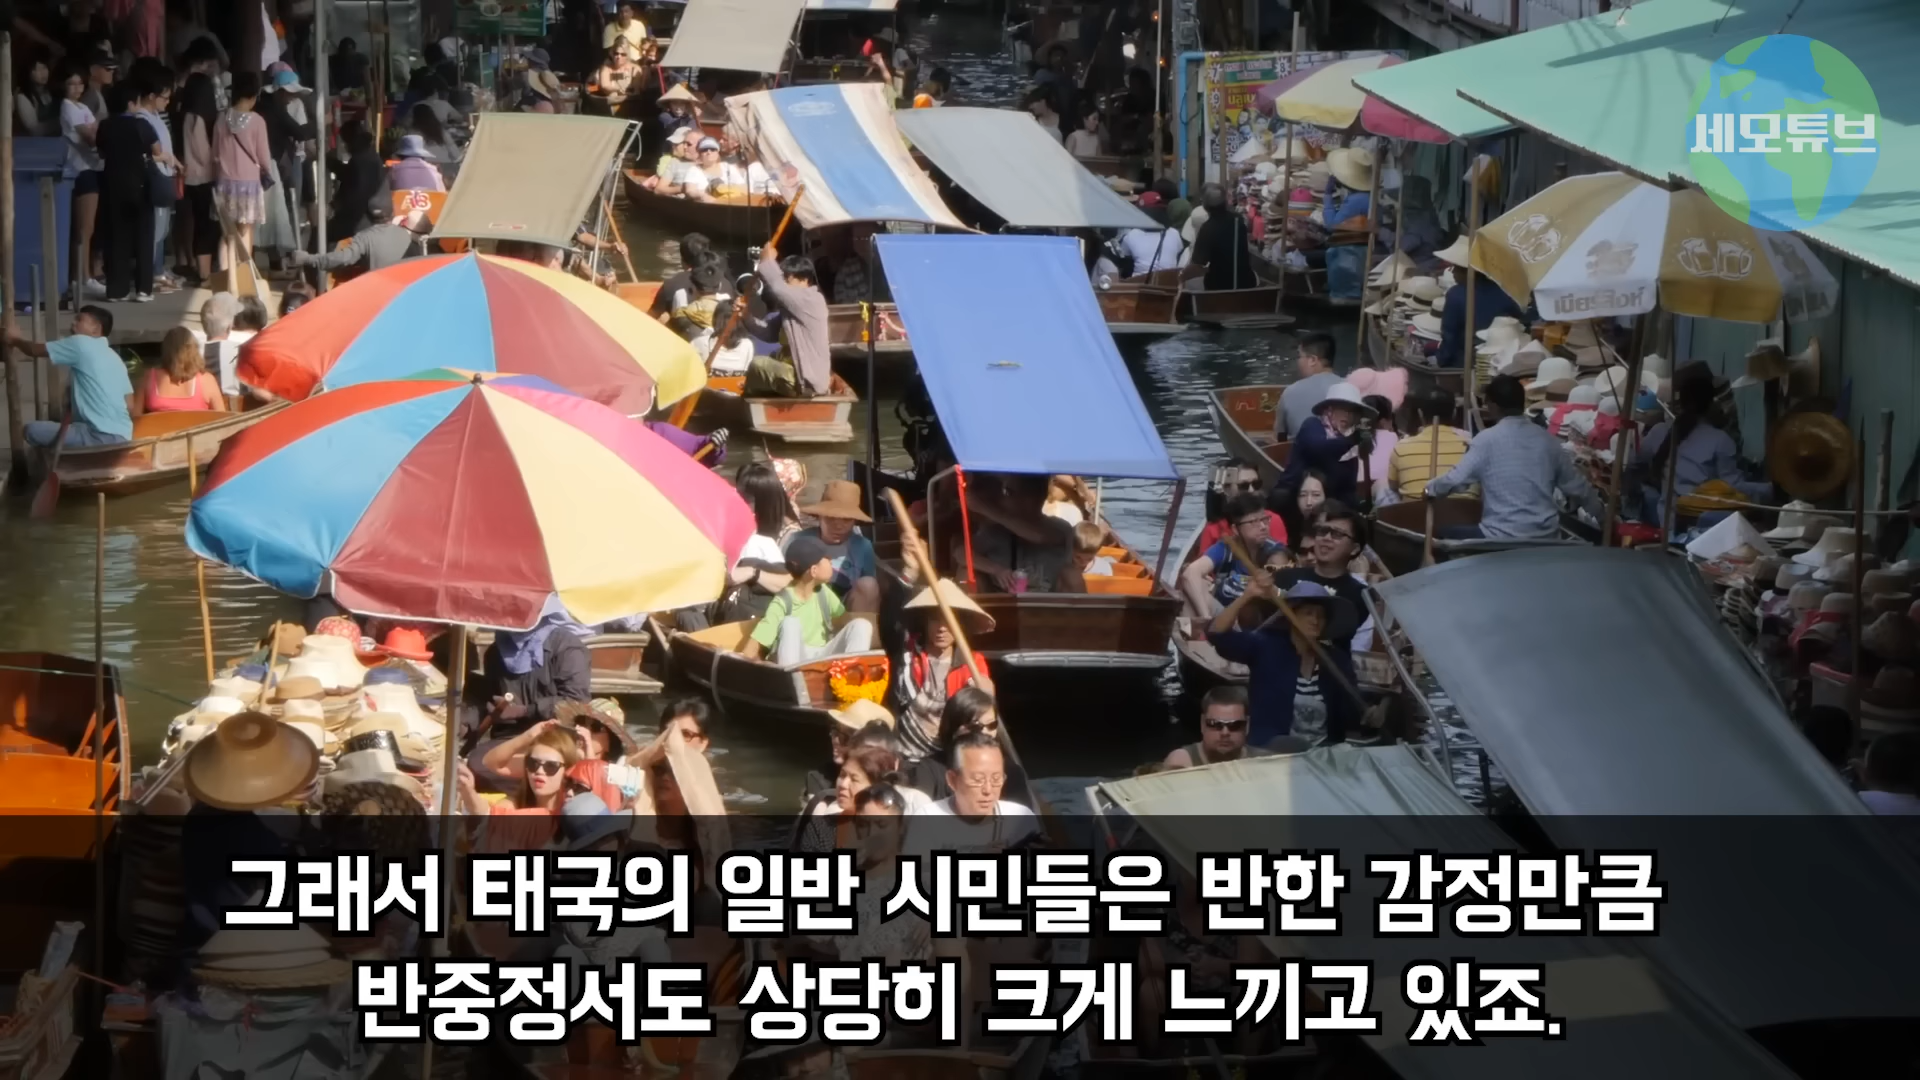 세모튜브
그래서 태국의 일반 시민들은 반한 감정만큼
반중정서도 상당히 크게 느끼고 있죠.